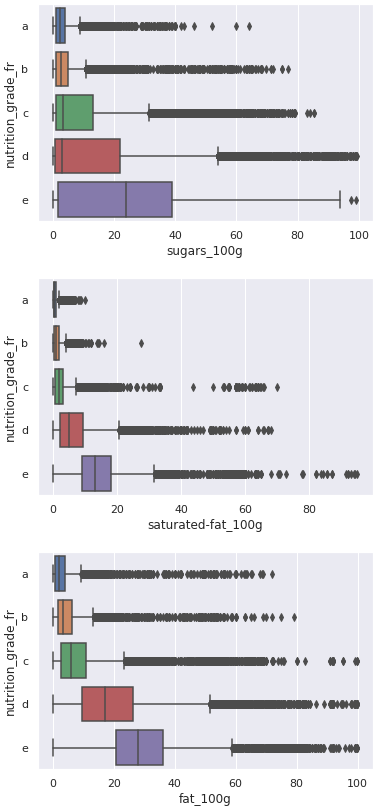 nutrition_grade_fr
a
b
c
d
e
0 20 40 60 80 100
sugars_100g
nutrition_grade_fr
a
b
c
d
e
0 20 40 60 80
saturated-fat_100g
nutrition_grade_fr
a
b
c
d
e
0 20 40 60 80 100
fat_100g